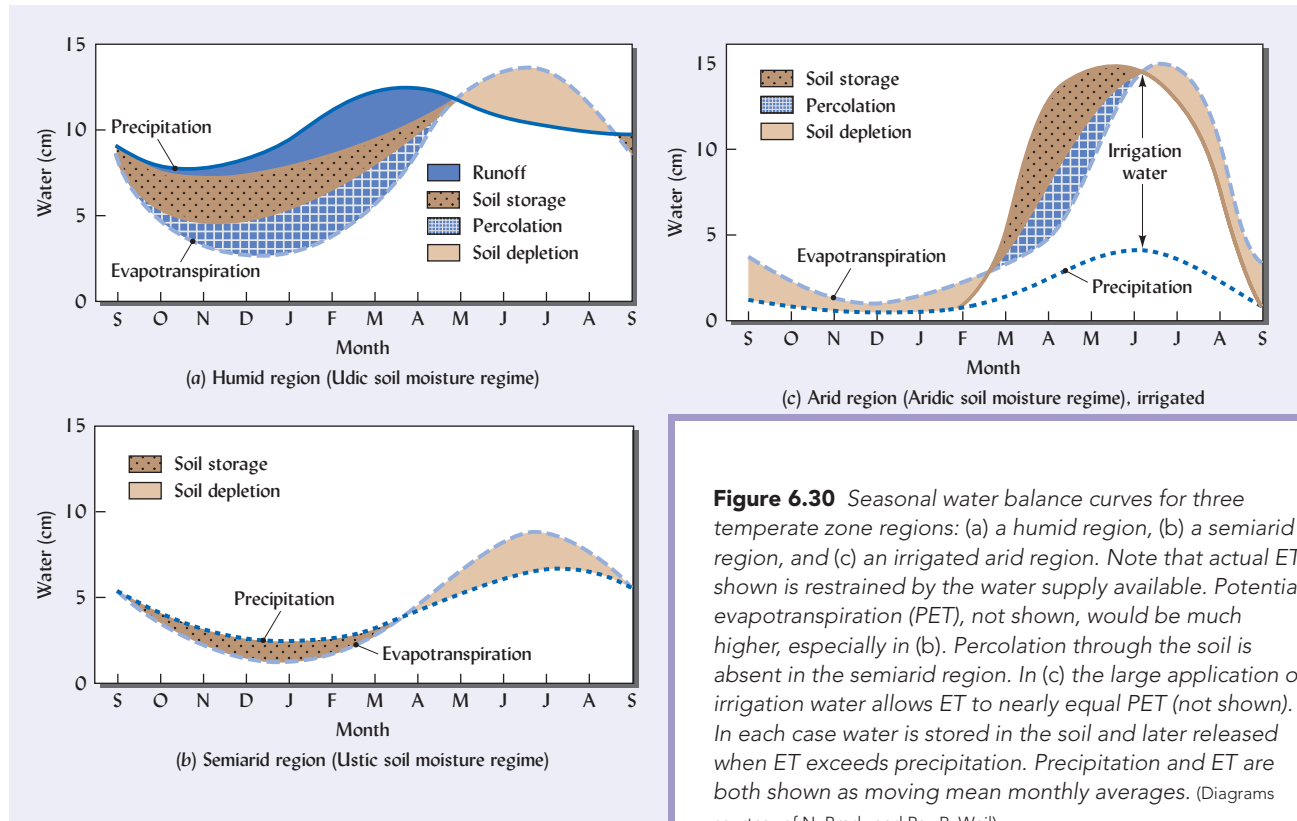 15
10
5
0
Water (cm)
Precipitation
Evapotranspiration
Runoff
Soil storage
Percolation
Soil depletion
S O N D J F M A M J J A S
Month
(a) Humid region (Udic soil moisture regime)
15
10
5
0
Water (cm)
Soil storage
Percolation
Soil depletion
Irrigation
water
Evapotranspiration
Precipitation
S O N D J F M A M J J A S
Month
(c) Arid region (Aridic soil moisture regime), irrigated
15
10
5
0
Water (cm)
Soil storage
Soil depletion
Precipitation
Evapotranspiration
S O N D J F M A M J J A S
Month
(b) Semiarid region (Ustic soil moisture regime)
Figure 6.30 Seasonal water balance curves for three
temperate zone regions: (a) a humid region, (b) a semiarid
region, and (c) an irrigated arid region. Note that actual ET
shown is restrained by the water supply available. Potentia
evapotranspiration (PET), not shown, would be much
higher, especially in (b). Percolation through the soil is
absent in the semiarid region. In (c) the large application o
irrigation water allows ET to nearly equal PET (not shown).
In each case water is stored in the soil and later released
when ET exceeds precipitation. Precipitation and ET are
both shown as moving mean monthly averages. (Diagrams